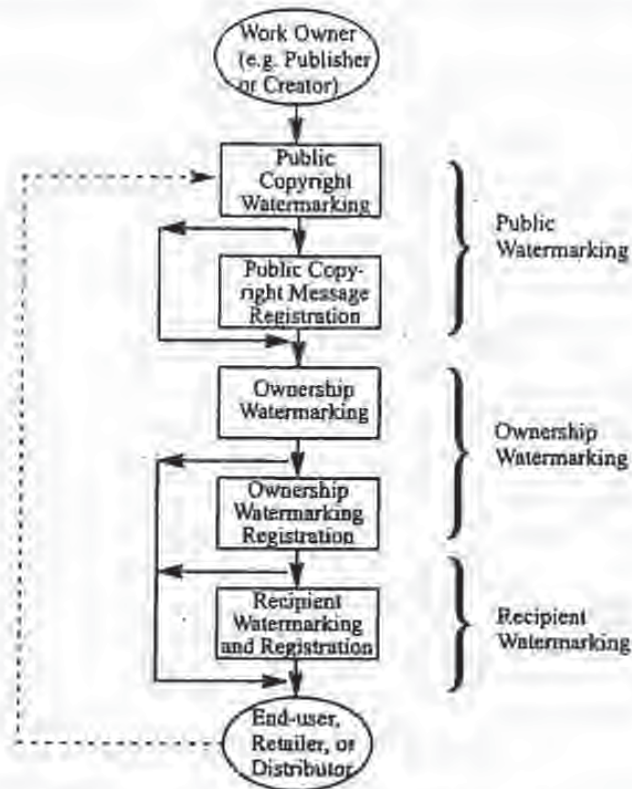 Work Owner
(e.g. Publisher
or Creator)
Public
Copyright
Watermarking
Public Copy-
right Message
Registration
Public
Watermarking
Ownership
Watermarking
Ownership
Watermarking
Registration
Ownership
Watermarking
Recipient
Watermarking
and Registration
Recipient
Watermarking
End-user,
Retailer, or
Distributor